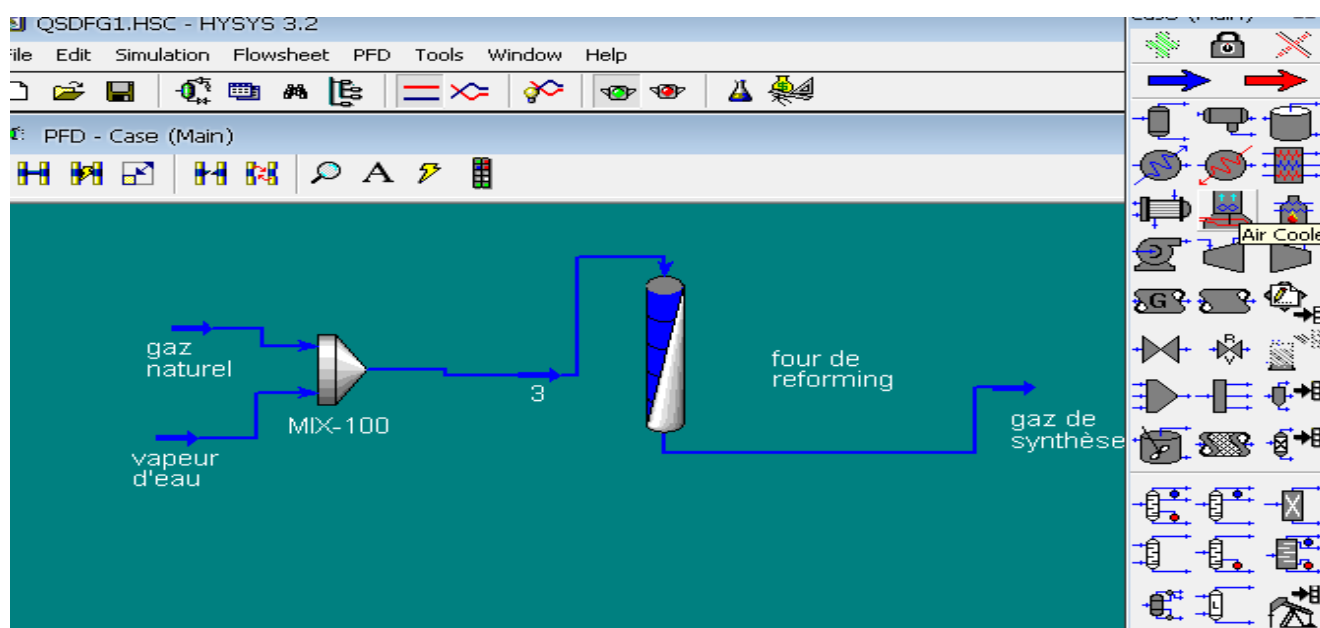 QSDFG1.HSC - HYSYS 3.2
File Edit Simulation Flowsheet PFD Tools Window Help
PFD - Case (Main)
A
Air Coole
G
gaz
naturel
3
MIX-100
vapeur
d'eau
four de
reforming
gaz de
synthèse
R
V
L